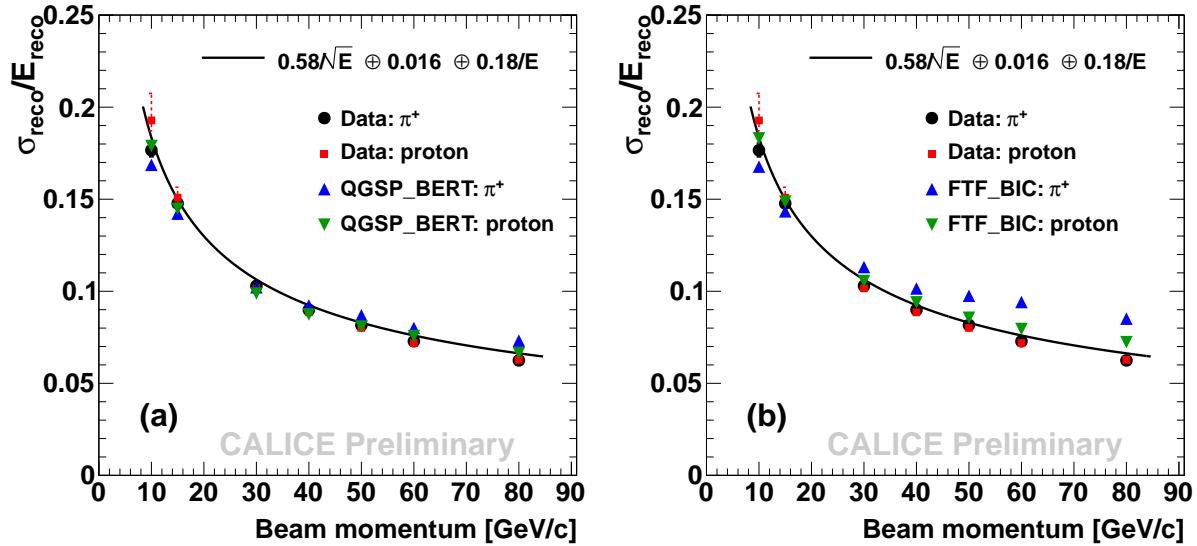 0.25
0.2
0.15
0.1
0.05
0
σreco/Ereco
0.58/√E ⊕ 0.016 ⊕ 0.18/E
Data: π+
Data: proton
QGSP_BERT: π+
QGSP_BERT: proton
(a)
CALICE Preliminary
0 10 20 30 40 50 60 70 80 90
Beam momentum [GeV/c]
0.25
0.2
0.15
0.1
0.05
0
σreco/Ereco
0.58/√E ⊕ 0.016 ⊕ 0.18/E
Data: π+
Data: proton
FTF_BIC: π+
FTF_BIC: proton
(b)
CALICE Preliminary
0 10 20 30 40 50 60 70 80 90
Beam momentum [GeV/c]